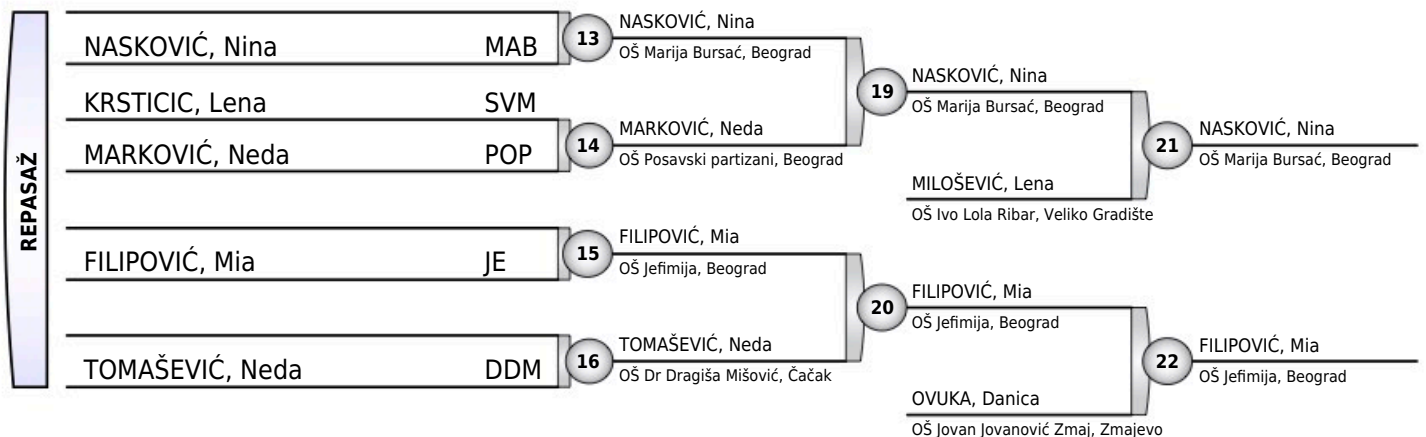 REPASAŽ
NASKOVIĆ, Nina MAB
KRSTICIC, Lena SVM
MARKOVIĆ, Neda POP
FILIPOVIĆ, Mia JE
TOMAŠEVIĆ, Neda DDM
13
NASKOVIĆ, Nina
OŠ Marija Bursać, Beograd
14
MARKOVIĆ, Neda
OŠ Posavski partizani, Beograd
15
FILIPOVIĆ, Mia
OŠ Jefimija, Beograd
16
TOMAŠEVIĆ, Neda
OŠ Dr Dragiša Mišović, Čačak
19
NASKOVIĆ, Nina
OŠ Marija Bursać, Beograd
MILOŠEVIĆ, Lena
OŠ Ivo Lola Ribar, Veliko Gradište
20
FILIPOVIĆ, Mia
OŠ Jefimija, Beograd
OVUKA, Danica
OŠ Jovan Jovanović Zmaj, Zmajevo
21
NASKOVIĆ, Nina
OŠ Marija Bursać, Beograd
22
FILIPOVIĆ, Mia
OŠ Jefimija, Beograd